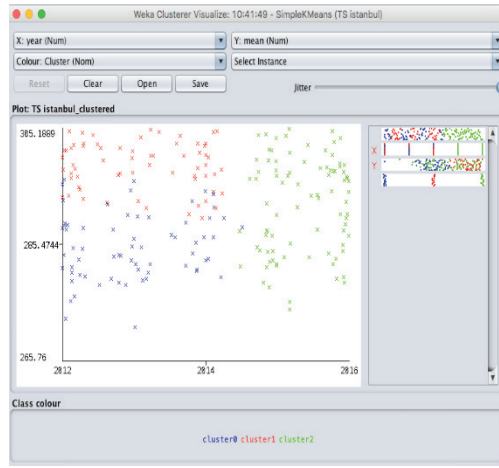 Weka Clusterer Visualize: 10:41:49 - SimpleKMeans (TS istanbul)
X: year (Num)
Y: mean (Num)
Colour: Cluster (Nom)
Select Instance
Reset
Clear
Open
Save
Jitter
Plot: TS istanbul_clustered
305.1889
285.4744
265.76
2012
2014
2016
X
Y
Class colour
cluster0 cluster1 cluster2